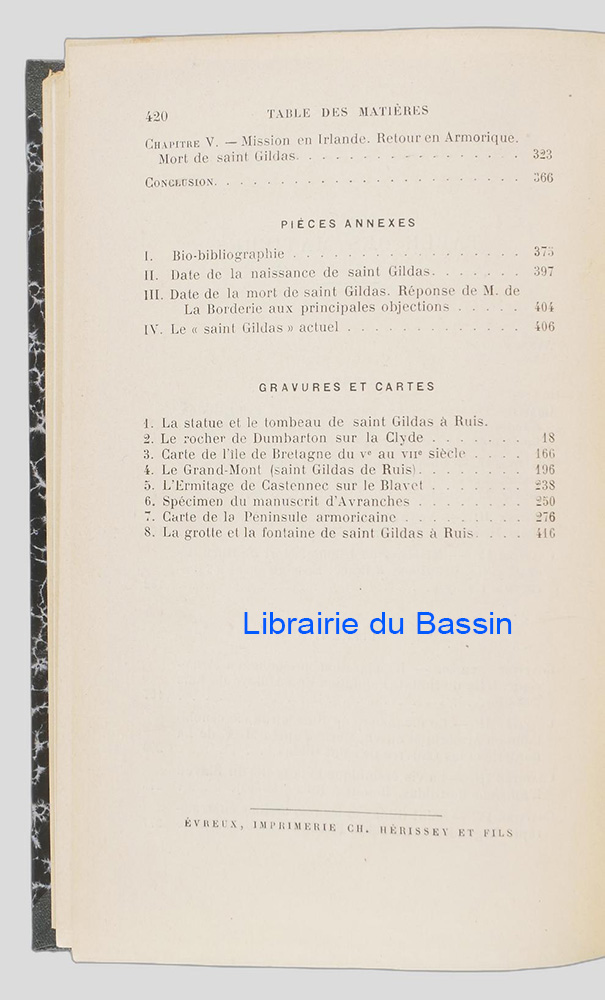 420 TABLE DES MATIÈRES
CHAPITRE V. — Mission en Irlande. Retour en Armorique.
Mort de saint Gildas. . . . . . . . . . . . . . . . . . 323
CONCLUSION. . . . . . . . . . . . . . . . . . . . . . . 366
PIÈCES ANNEXES
I. Bio-bibliographie . . . . . . . . . . . . . . . . . 375
II. Date de la naissance de saint Gildas. . . . . . . 397
III. Date de la mort de saint Gildas. Réponse de M. de
La Borderie aux principales objections . . . . . 404
IV. Le « saint Gildas » actuel . . . . . . . . . . . . . 406
GRAVURES ET CARTES
1. La statue et le tombeau de saint Gildas à Ruis.
2. Le rocher de Dumbarton sur la Clyde . . . . . . . 18
3. Carte de l'île de Bretagne du ve au viie siècle . . . . 166
4. Le Grand-Mont (saint Gildas de Ruis). . . . . . . . 196
5. L'Ermitage de Castennec sur le Blavet . . . . . . . 238
6. Spécimen du manuscrit d'Avranches . . . . . . . . 250
7. Carte de la Péninsule armoricaine . . . . . . . . . 276
8. La grotte et la fontaine de saint Gildas à Ruis. . . . 416
Librairie du Bassin
ÉVREUX, IMPRIMERIE CH. HÉRISSEY ET FILS